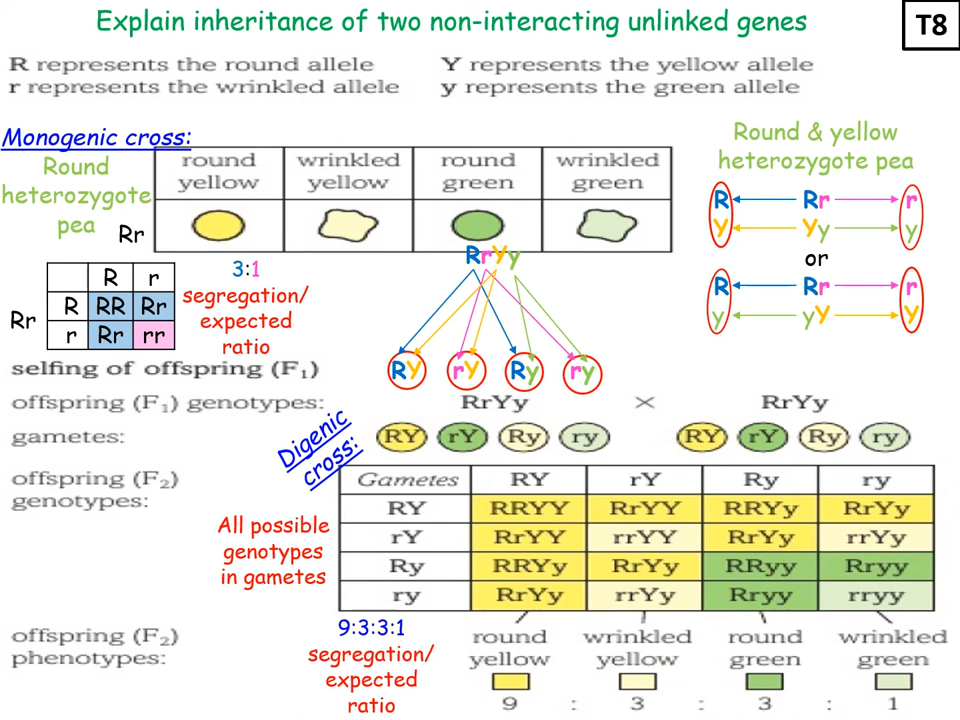 Explain inheritance of two non-interacting unlinked genes
T8
R represents the round allele
r represents the wrinkled allele
Y represents the yellow allele
y represents the green allele
Monogenic cross:
Round
heterozygote
pea
Rr
round
yellow
wrinkled
yellow
round
green
wrinkled
green
Round & yellow
heterozygote pea
R Rr r
Y Yy y
or
R Rr r
y yY Y
R r
R RR Rr
Rr
r Rr rr
3:1
segregation/
expected
ratio
RrYy
RY rY Ry ry
selfing of offspring (F₁)
offspring (F₁) genotypes:
RrYy × RrYy
gametes:
RY rY Ry ry RY rY Ry ry
Digenic
cross:
offspring (F₂)
genotypes:
All possible
genotypes
in gametes
Gametes RY rY Ry ry
RY RRYY RrYY RRYy RrYy
rY RrYY rrYY RrYy rrYy
Ry RRYy RrYy RRyy Rryy
ry RrYy rrYy Rryy rryy
offspring (F₂)
phenotypes:
9:3:3:1
segregation/
expected
ratio
round
yellow
wrinkled
yellow
round
green
wrinkled
green
9 : 3 : 3 : 1